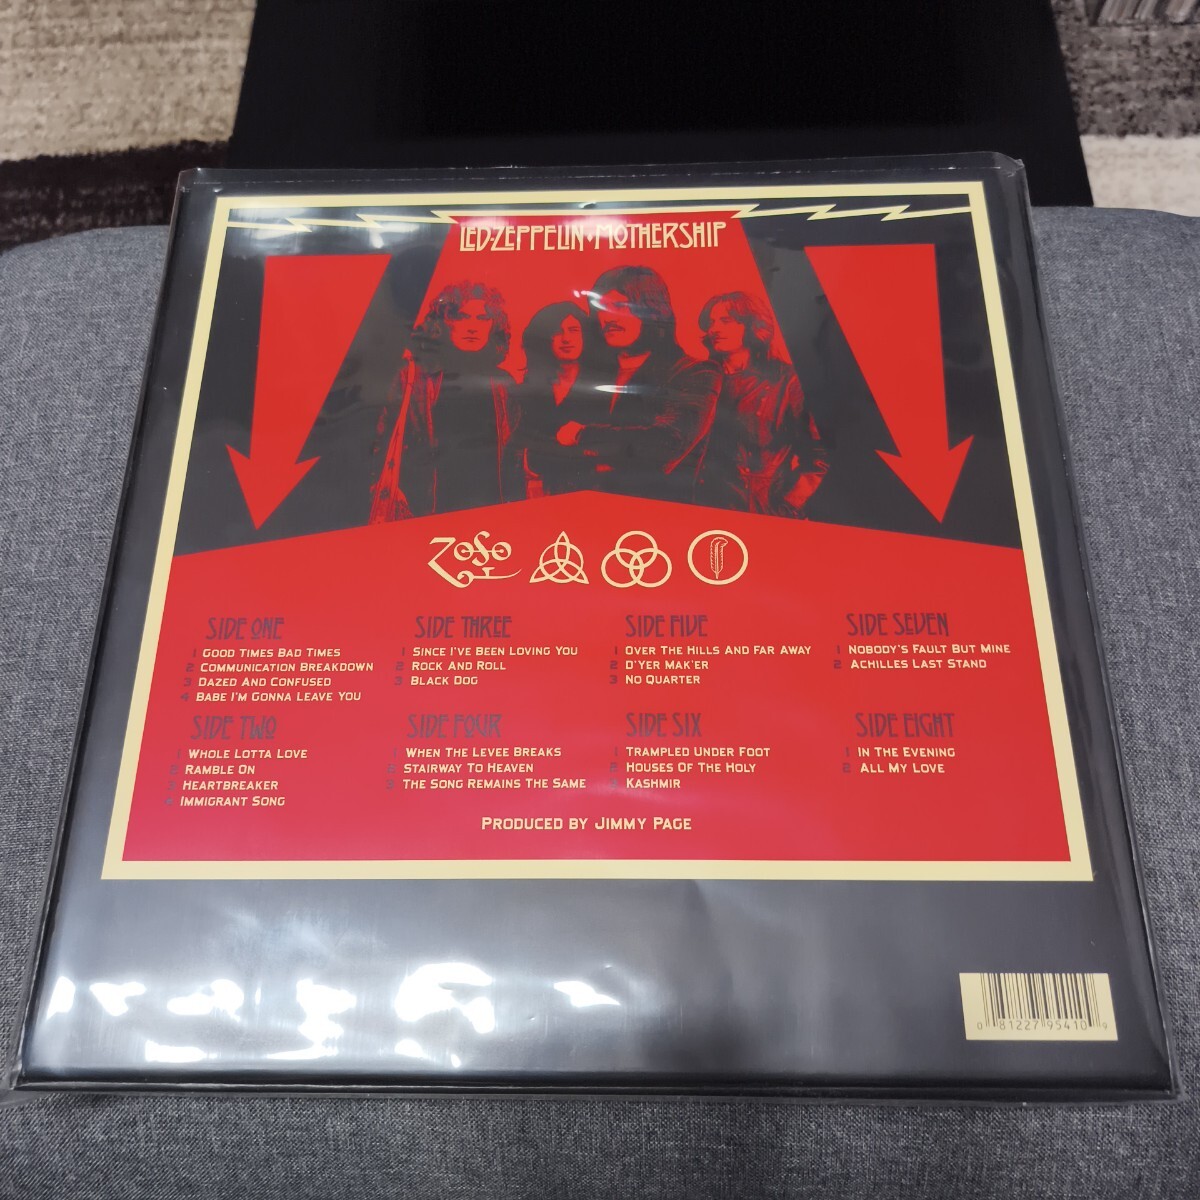 LED·ZEPPELIN·MOTHERSHIP
ZoSo
SIDE ONE
1 GOOD TIMES BAD TIMES
2 COMMUNICATION BREAKDOWN
3 DAZED AND CONFUSED
4 BABE I'M GONNA LEAVE YOU
SIDE TWO
1 WHOLE LOTTA LOVE
2 RAMBLE ON
3 HEARTBREAKER
4 IMMIGRANT SONG
SIDE THREE
1 SINCE I'VE BEEN LOVING YOU
2 ROCK AND ROLL
3 BLACK DOG
SIDE FOUR
1 WHEN THE LEVEE BREAKS
2 STAIRWAY TO HEAVEN
3 THE SONG REMAINS THE SAME
SIDE FIVE
1 OVER THE HILLS AND FAR AWAY
2 D'YER MAK'ER
3 NO QUARTER
SIDE SIX
1 TRAMPLED UNDER FOOT
HOUSES OF THE HOLY
KASHMIR
SIDE SEVEN
1 NOBODY'S FAULT BUT MINE
2 ACHILLES LAST STAND
SIDE EIGHT
1 IN THE EVENING
2 ALL MY LOVE
PRODUCED BY JIMMY PAGE
0 81227 95410 9